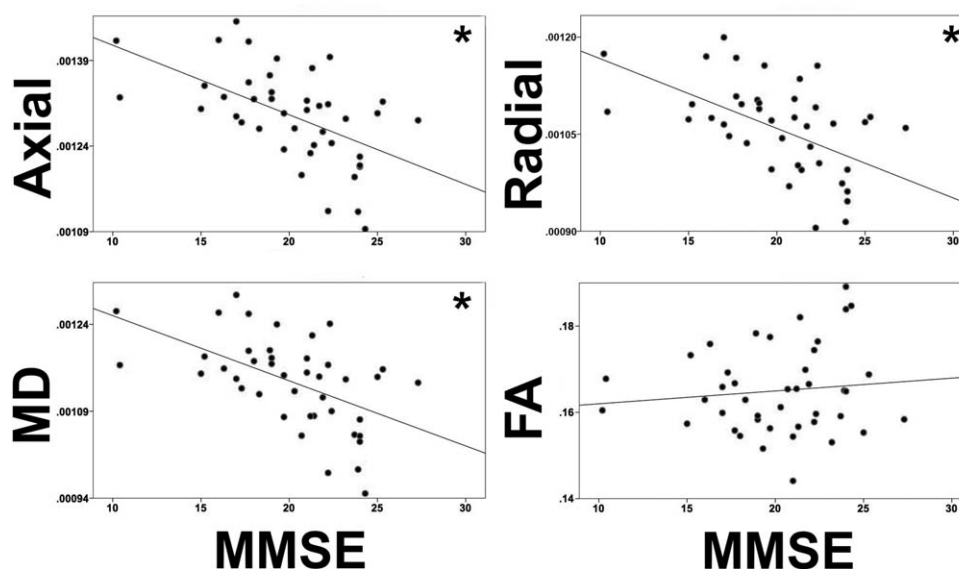 Axial
.00139
.00124
.00109
*
10 15 20 25 30
Radial
.00120
.00105
.00090
*
10 15 20 25 30
MD
.00124
.00109
.00094
*
10 15 20 25 30
MMSE
FA
.18
.16
.14
10 15 20 25 30
MMSE